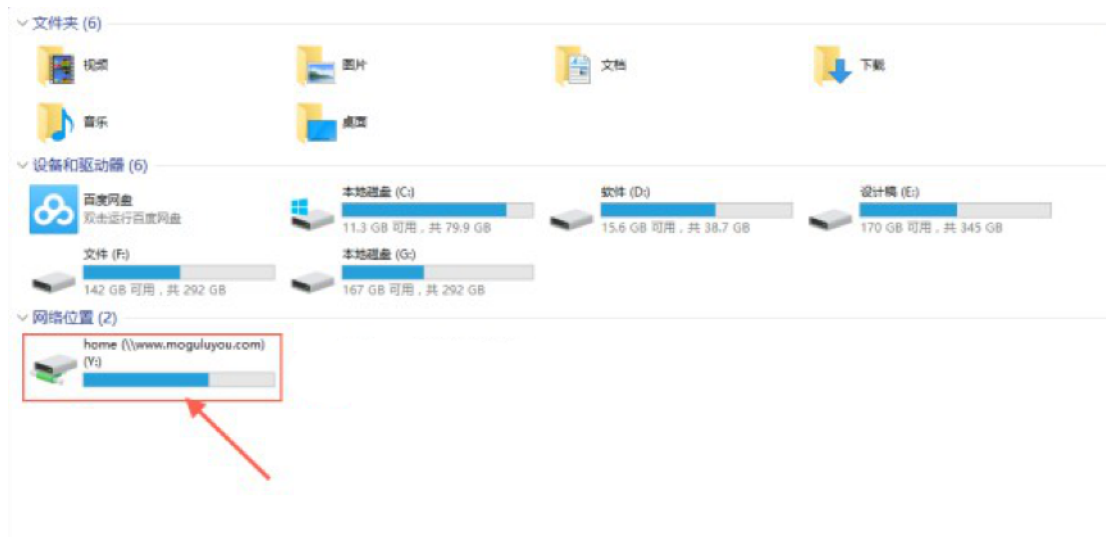 文件夹 (6)
视频
图片
文档
下载
音乐
桌面
设备和驱动器 (6)
百度网盘
双击运行百度网盘
本地磁盘 (C:)
11.3 GB 可用，共 79.9 GB
软件 (D:)
15.6 GB 可用，共 38.7 GB
设计稿 (E:)
170 GB 可用，共 345 GB
文件 (F:)
142 GB 可用，共 292 GB
本地磁盘 (G:)
167 GB 可用，共 292 GB
网络位置 (2)
home (\\www.moguluyou.com)
(Y:)